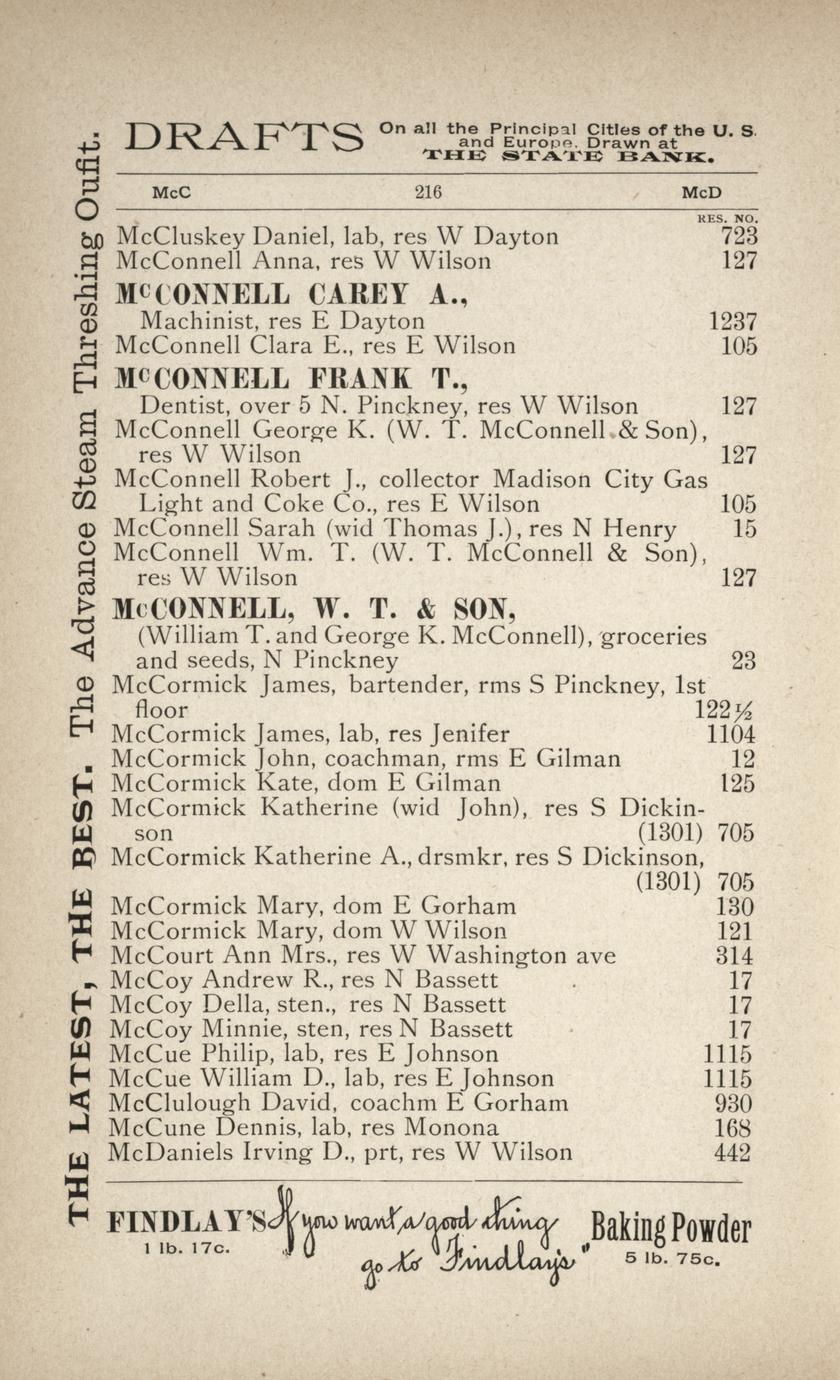 DRAFTS On all the Principal Cities of the U. S.
and Europe. Drawn at
THE STATE BANK.
McC 216 McD
RES. NO.
McCluskey Daniel, lab, res W Dayton 723
McConnell Anna, res W Wilson 127
McCONNELL CAREY A.,
Machinist, res E Dayton 1237
McConnell Clara E., res E Wilson 105
McCONNELL FRANK T.,
Dentist, over 5 N. Pinckney, res W Wilson 127
McConnell George K. (W. T. McConnell & Son),
res W Wilson 127
McConnell Robert J., collector Madison City Gas
Light and Coke Co., res E Wilson 105
McConnell Sarah (wid Thomas J.), res N Henry 15
McConnell Wm. T. (W. T. McConnell & Son),
res W Wilson 127
McCONNELL, W. T. & SON,
(William T. and George K. McConnell), groceries
and seeds, N Pinckney 23
McCormick James, bartender, rms S Pinckney, 1st
floor 122½
McCormick James, lab, res Jenifer 1104
McCormick John, coachman, rms E Gilman 12
McCormick Kate, dom E Gilman 125
McCormick Katherine (wid John), res S Dickin-
son (1301) 705
McCormick Katherine A., drsmkr, res S Dickinson,
(1301) 705
McCormick Mary, dom E Gorham 130
McCormick Mary, dom W Wilson 121
McCourt Ann Mrs., res W Washington ave 314
McCoy Andrew R., res N Bassett 17
McCoy Della, sten., res N Bassett 17
McCoy Minnie, sten, res N Bassett 17
McCue Philip, lab, res E Johnson 1115
McCue William D., lab, res E Johnson 1115
McClulough David, coachm E Gorham 930
McCune Dennis, lab, res Monona 168
McDaniels Irving D., prt, res W Wilson 442
THE LATEST, THE BEST. The Advance Steam Threshing Oufit.
FINDLAY'S If you want a good thing Baking Powder
1 lb. 17c. go to Findlays" 5 lb. 75c.